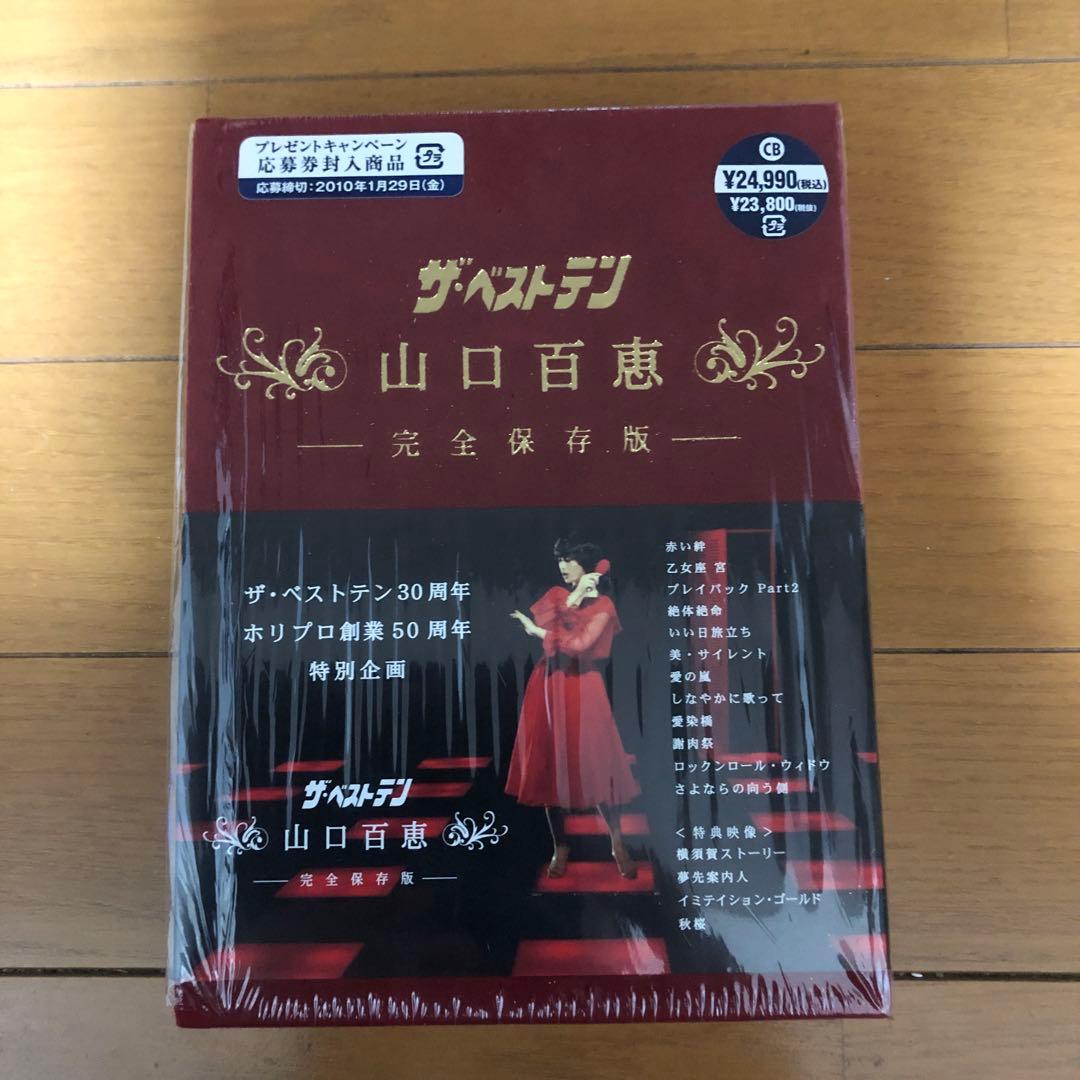 プレゼントキャンペーン
応募券封入商品
プラ
応募締切:2010年1月29日(金)
CB
¥24,990(税込)
¥23,800(税抜)
プラ
ザ・ベストテン
山口百恵
完全保存版
ザ・ベストテン30周年
ホリプロ創業50周年
特別企画
ザ・ベストテン
山口百恵
完全保存版
赤い絆
乙女座 宮
プレイバック Part2
絶体絶命
いい日旅立ち
美・サイレント
愛の嵐
しなやかに歌って
愛染橋
謝肉祭
ロックンロール・ウィドウ
さよならの向う側
<特典映像>
横須賀ストーリー
夢先案内人
イミテイション・ゴールド
秋桜